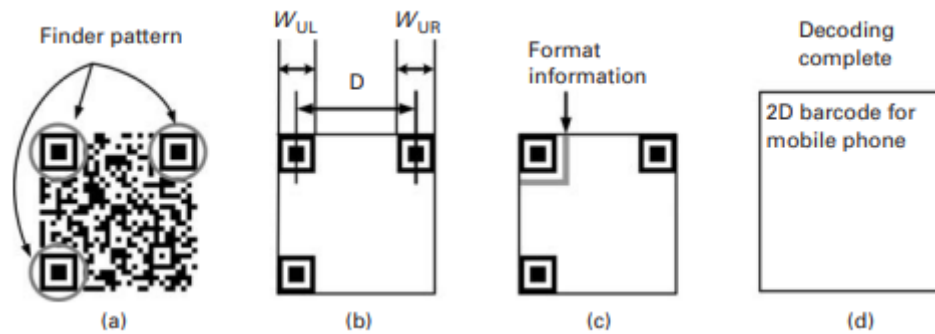 Finder pattern
(a)
W_UL
W_UR
D
(b)
Format
information
(c)
Decoding
complete
2D barcode for
mobile phone
(d)